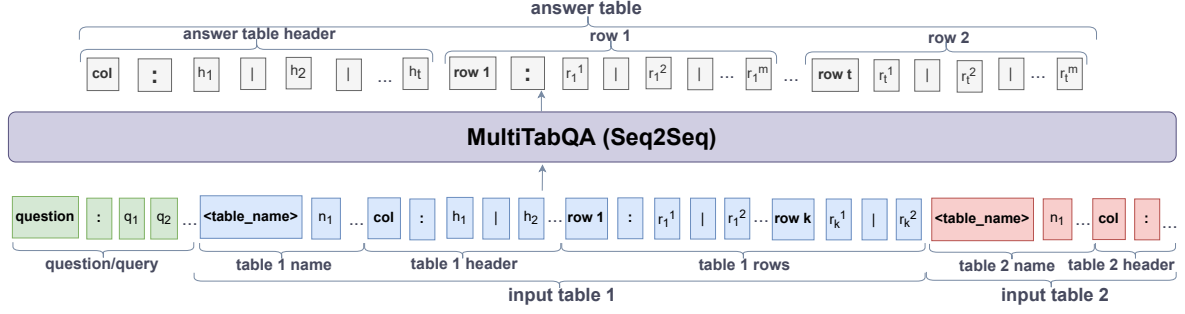 answer table
answer table header row 1 row 2
col : h1 | h2 | ... ht row 1 : r1^1 | r1^2 | ... r1^m ... row t rt^1 | rt^2 | ... rt^m
MultiTabQA (Seq2Seq)
question : q1 q2 ... <table_name> n1 ... col : h1 | h2 ... row 1 : r1^1 | r1^2 ... row k rk^1 | rk^2 <table_name> n1 ... col : ...
question/query table 1 name table 1 header table 1 rows table 2 name table 2 header
input table 1 input table 2